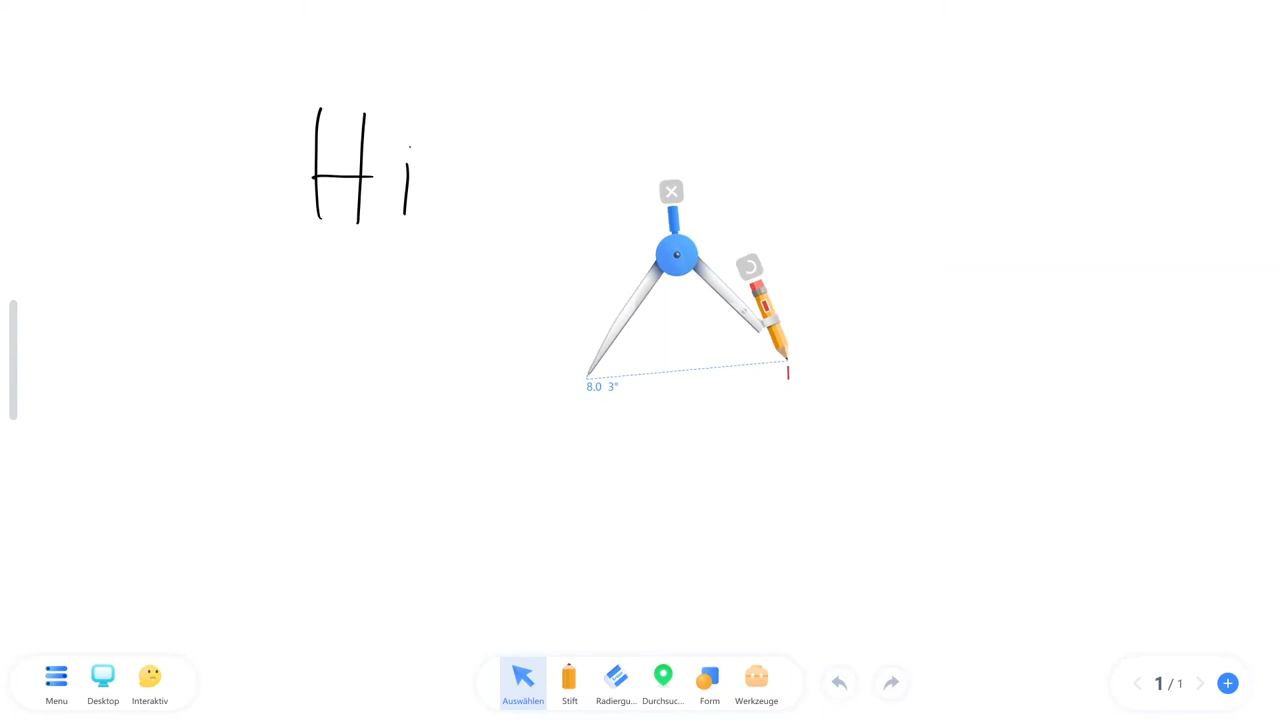 Hi
8.0 3°
Menu Desktop Interaktiv Auswählen Stift Radiergu... Durchsuc... Form Werkzeuge 1 / 1